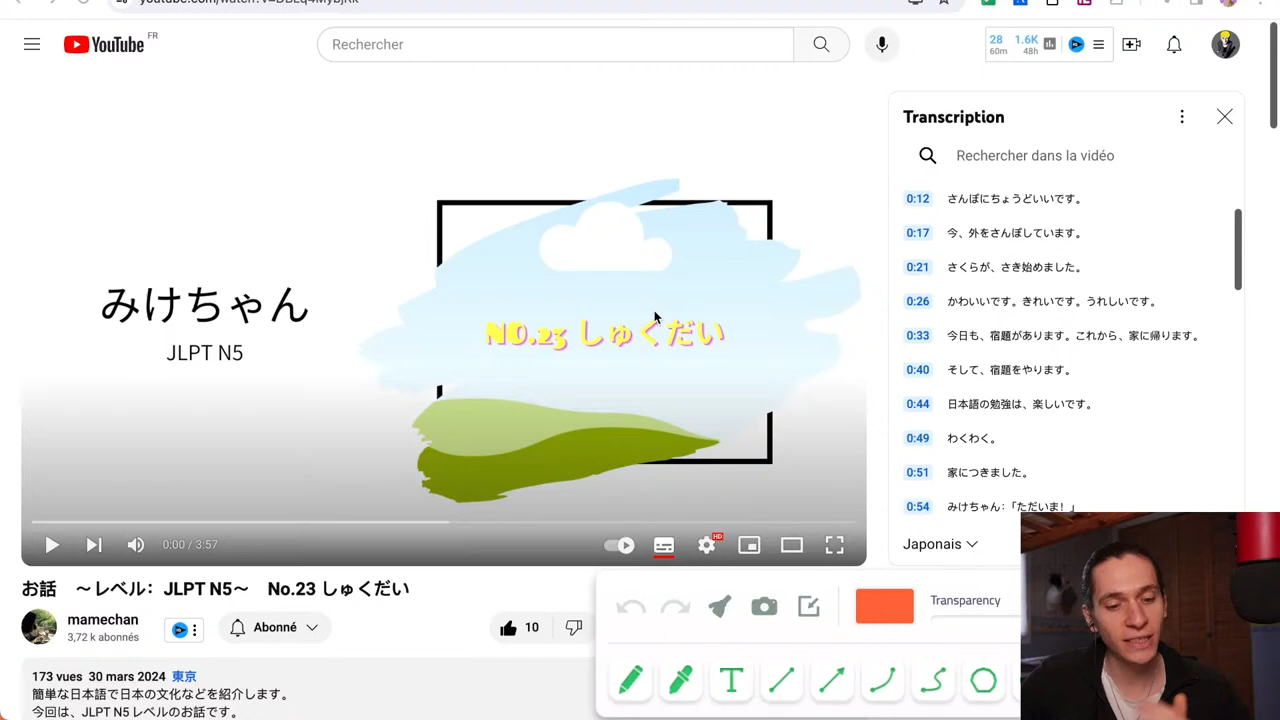 YouTube FR
Rechercher
28 60m 1.6K 48h
Transcription
Rechercher dans la vidéo
0:12 さんぽにちょうどいいです。
0:17 今、外をさんぽしています。
0:21 さくらが、さき始めました。
0:26 かわいいです。きれいです。うれしいです。
0:33 今日も、宿題があります。これから、家に帰ります。
0:40 そして、宿題をやります。
0:44 日本語の勉強は、楽しいです。
0:49 わくわく。
0:51 家につきました。
0:54 みけちゃん:「ただいま!」
Japonais
みけちゃん
JLPT N5
NO.23 しゅくだい
0:00 / 3:57
HD
お話 ～レベル: JLPT N5～ No.23 しゅくだい
mamechan
3,72 k abonnés
Abonné
10
173 vues 30 mars 2024 東京
簡単な日本語で日本の文化などを紹介します。
今回は、JLPT N5レベルのお話です。
Transparency
T